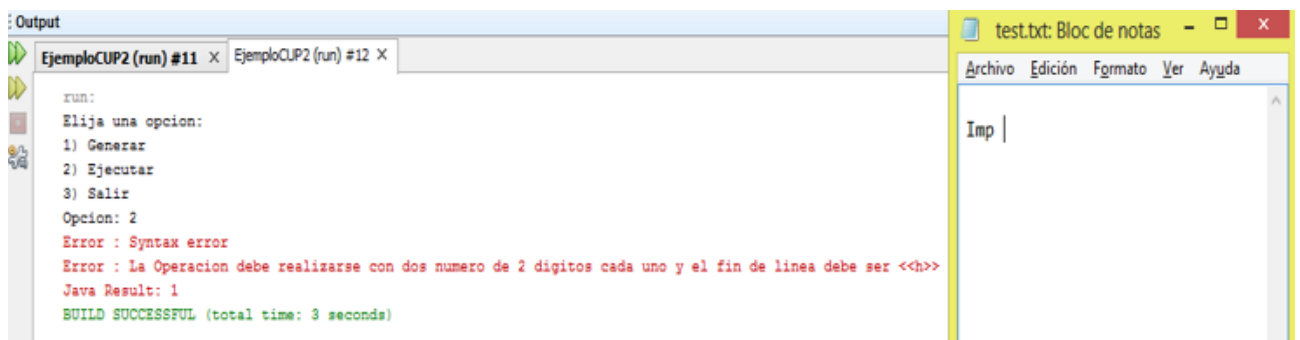 Output
EjemploCUP2 (run) #11 X EjemploCUP2 (run) #12 X
run:
Elija una opcion:
1) Generar
2) Ejecutar
3) Salir
Opcion: 2
Error : Syntax error
Error : La Operacion debe realizarse con dos numero de 2 digitos cada uno y el fin de linea debe ser <<h>>
Java Result: 1
BUILD SUCCESSFUL (total time: 3 seconds)
test.txt: Bloc de notas
Archivo Edición Formato Ver Ayuda
Imp